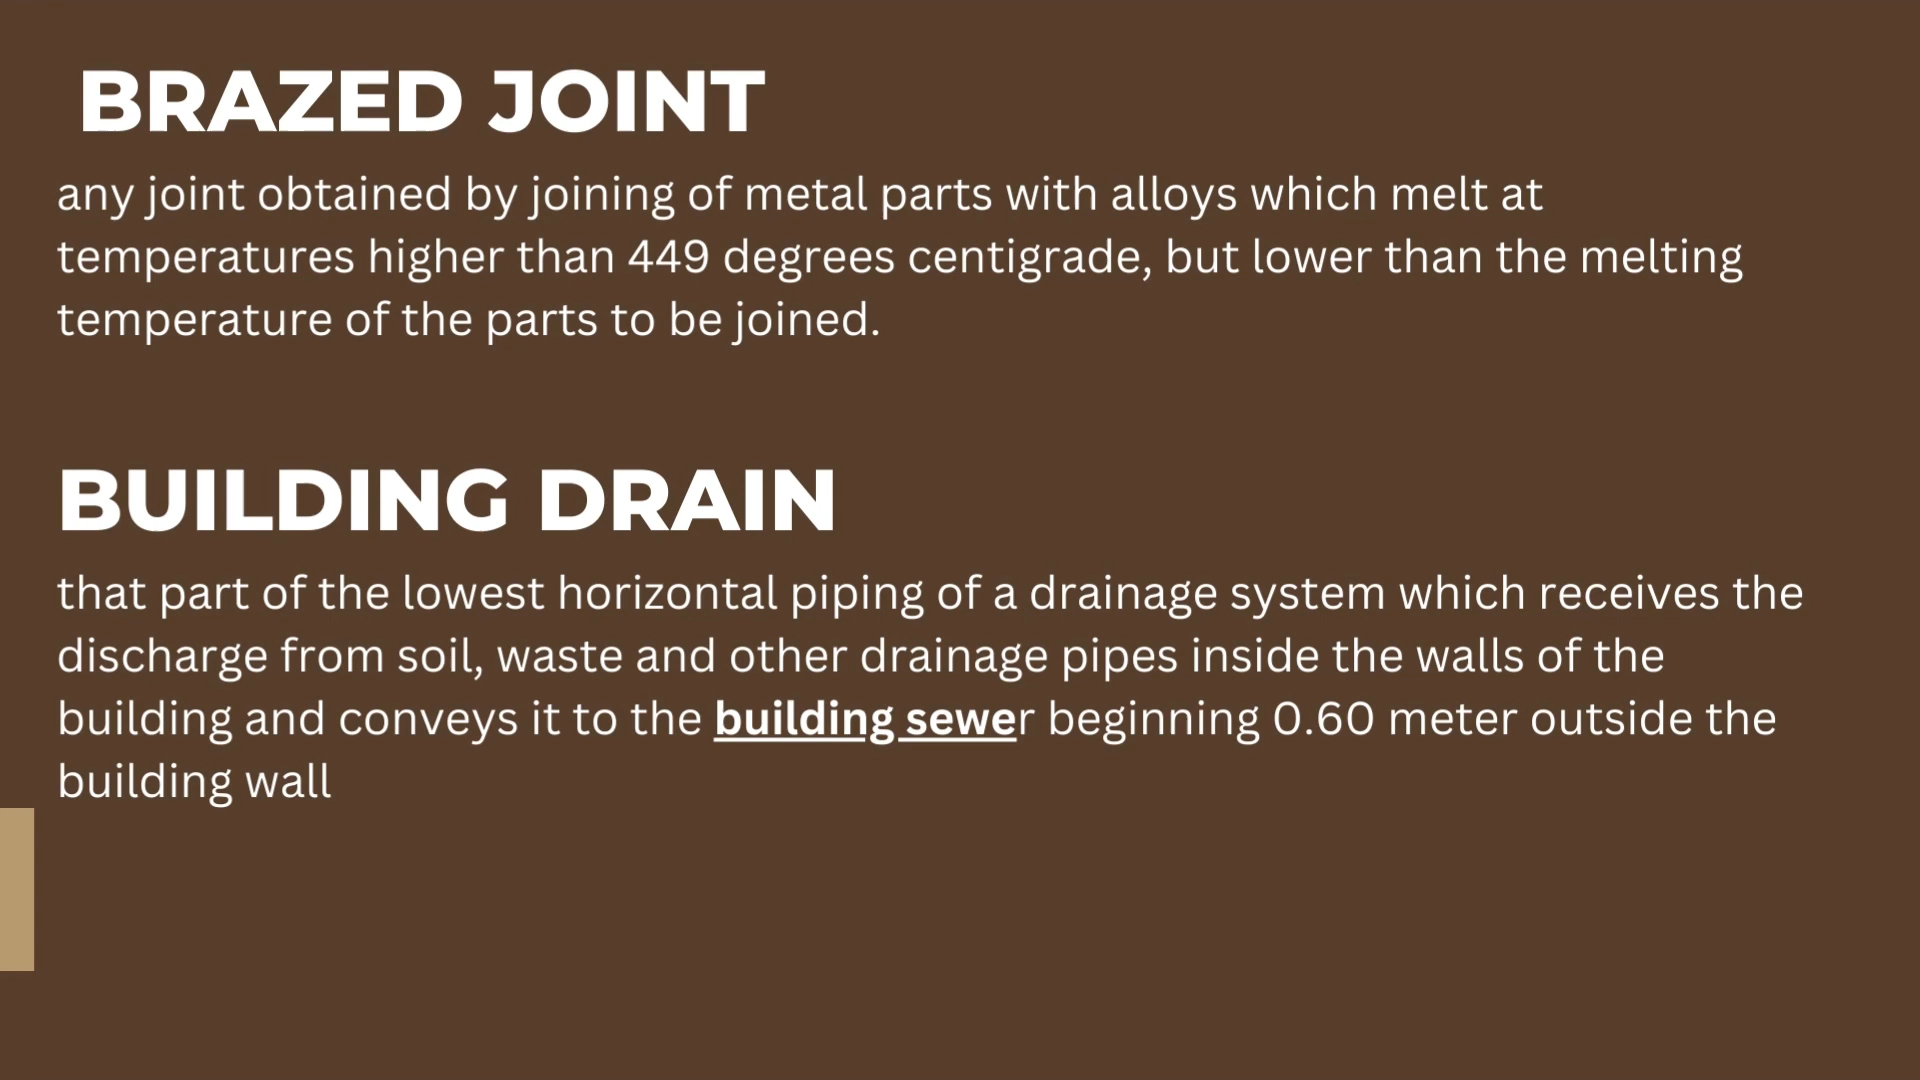 BRAZED JOINT
any joint obtained by joining of metal parts with alloys which melt at
temperatures higher than 449 degrees centigrade, but lower than the melting
temperature of the parts to be joined.
BUILDING DRAIN
that part of the lowest horizontal piping of a drainage system which receives the
discharge from soil, waste and other drainage pipes inside the walls of the
building and conveys it to the building sewer beginning 0.60 meter outside the
building wall